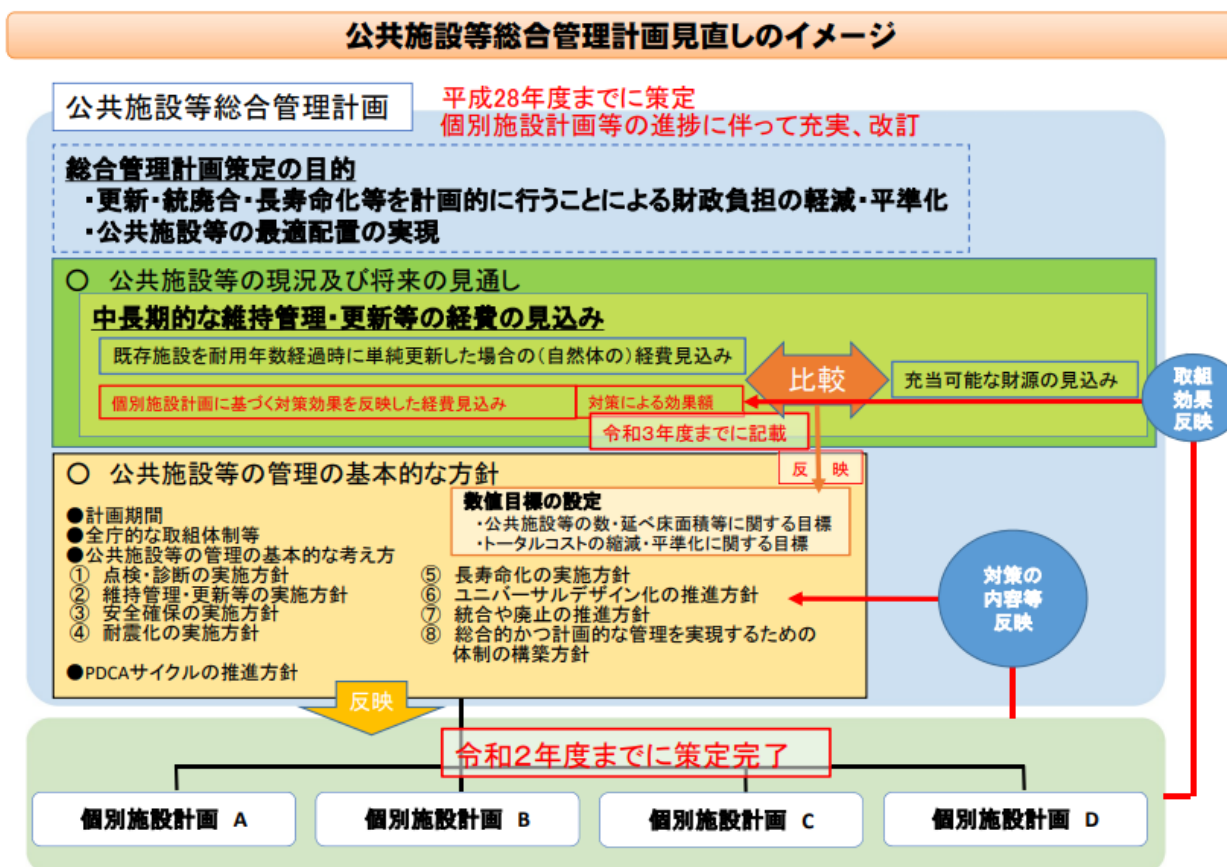 公共施設等総合管理計画見直しのイメージ
公共施設等総合管理計画
平成28年度までに策定
個別施設計画等の進捗に伴って充実、改訂
総合管理計画策定の目的
・更新・統廃合・長寿命化等を計画的に行うことによる財政負担の軽減・平準化
・公共施設等の最適配置の実現
○ 公共施設等の現況及び将来の見通し
中長期的な維持管理・更新等の経費の見込み
既存施設を耐用年数経過時に単純更新した場合の(自然体の)経費見込み
比較
充当可能な財源の見込み
個別施設計画に基づく対策効果を反映した経費見込み
対策による効果額
令和3年度までに記載
取組
効果
反映
○ 公共施設等の管理の基本的な方針
反 映
数値目標の設定
・公共施設等の数・延べ床面積等に関する目標
・トータルコストの縮減・平準化に関する目標
●計画期間
●全庁的な取組体制等
●公共施設等の管理の基本的な考え方
① 点検・診断の実施方針
② 維持管理・更新等の実施方針
③ 安全確保の実施方針
④ 耐震化の実施方針
⑤ 長寿命化の実施方針
⑥ ユニバーサルデザイン化の推進方針
⑦ 統合や廃止の推進方針
⑧ 総合的かつ計画的な管理を実現するための
体制の構築方針
●PDCAサイクルの推進方針
対策の
内容等
反映
反映
令和2年度までに策定完了
個別施設計画 A
個別施設計画 B
個別施設計画 C
個別施設計画 D